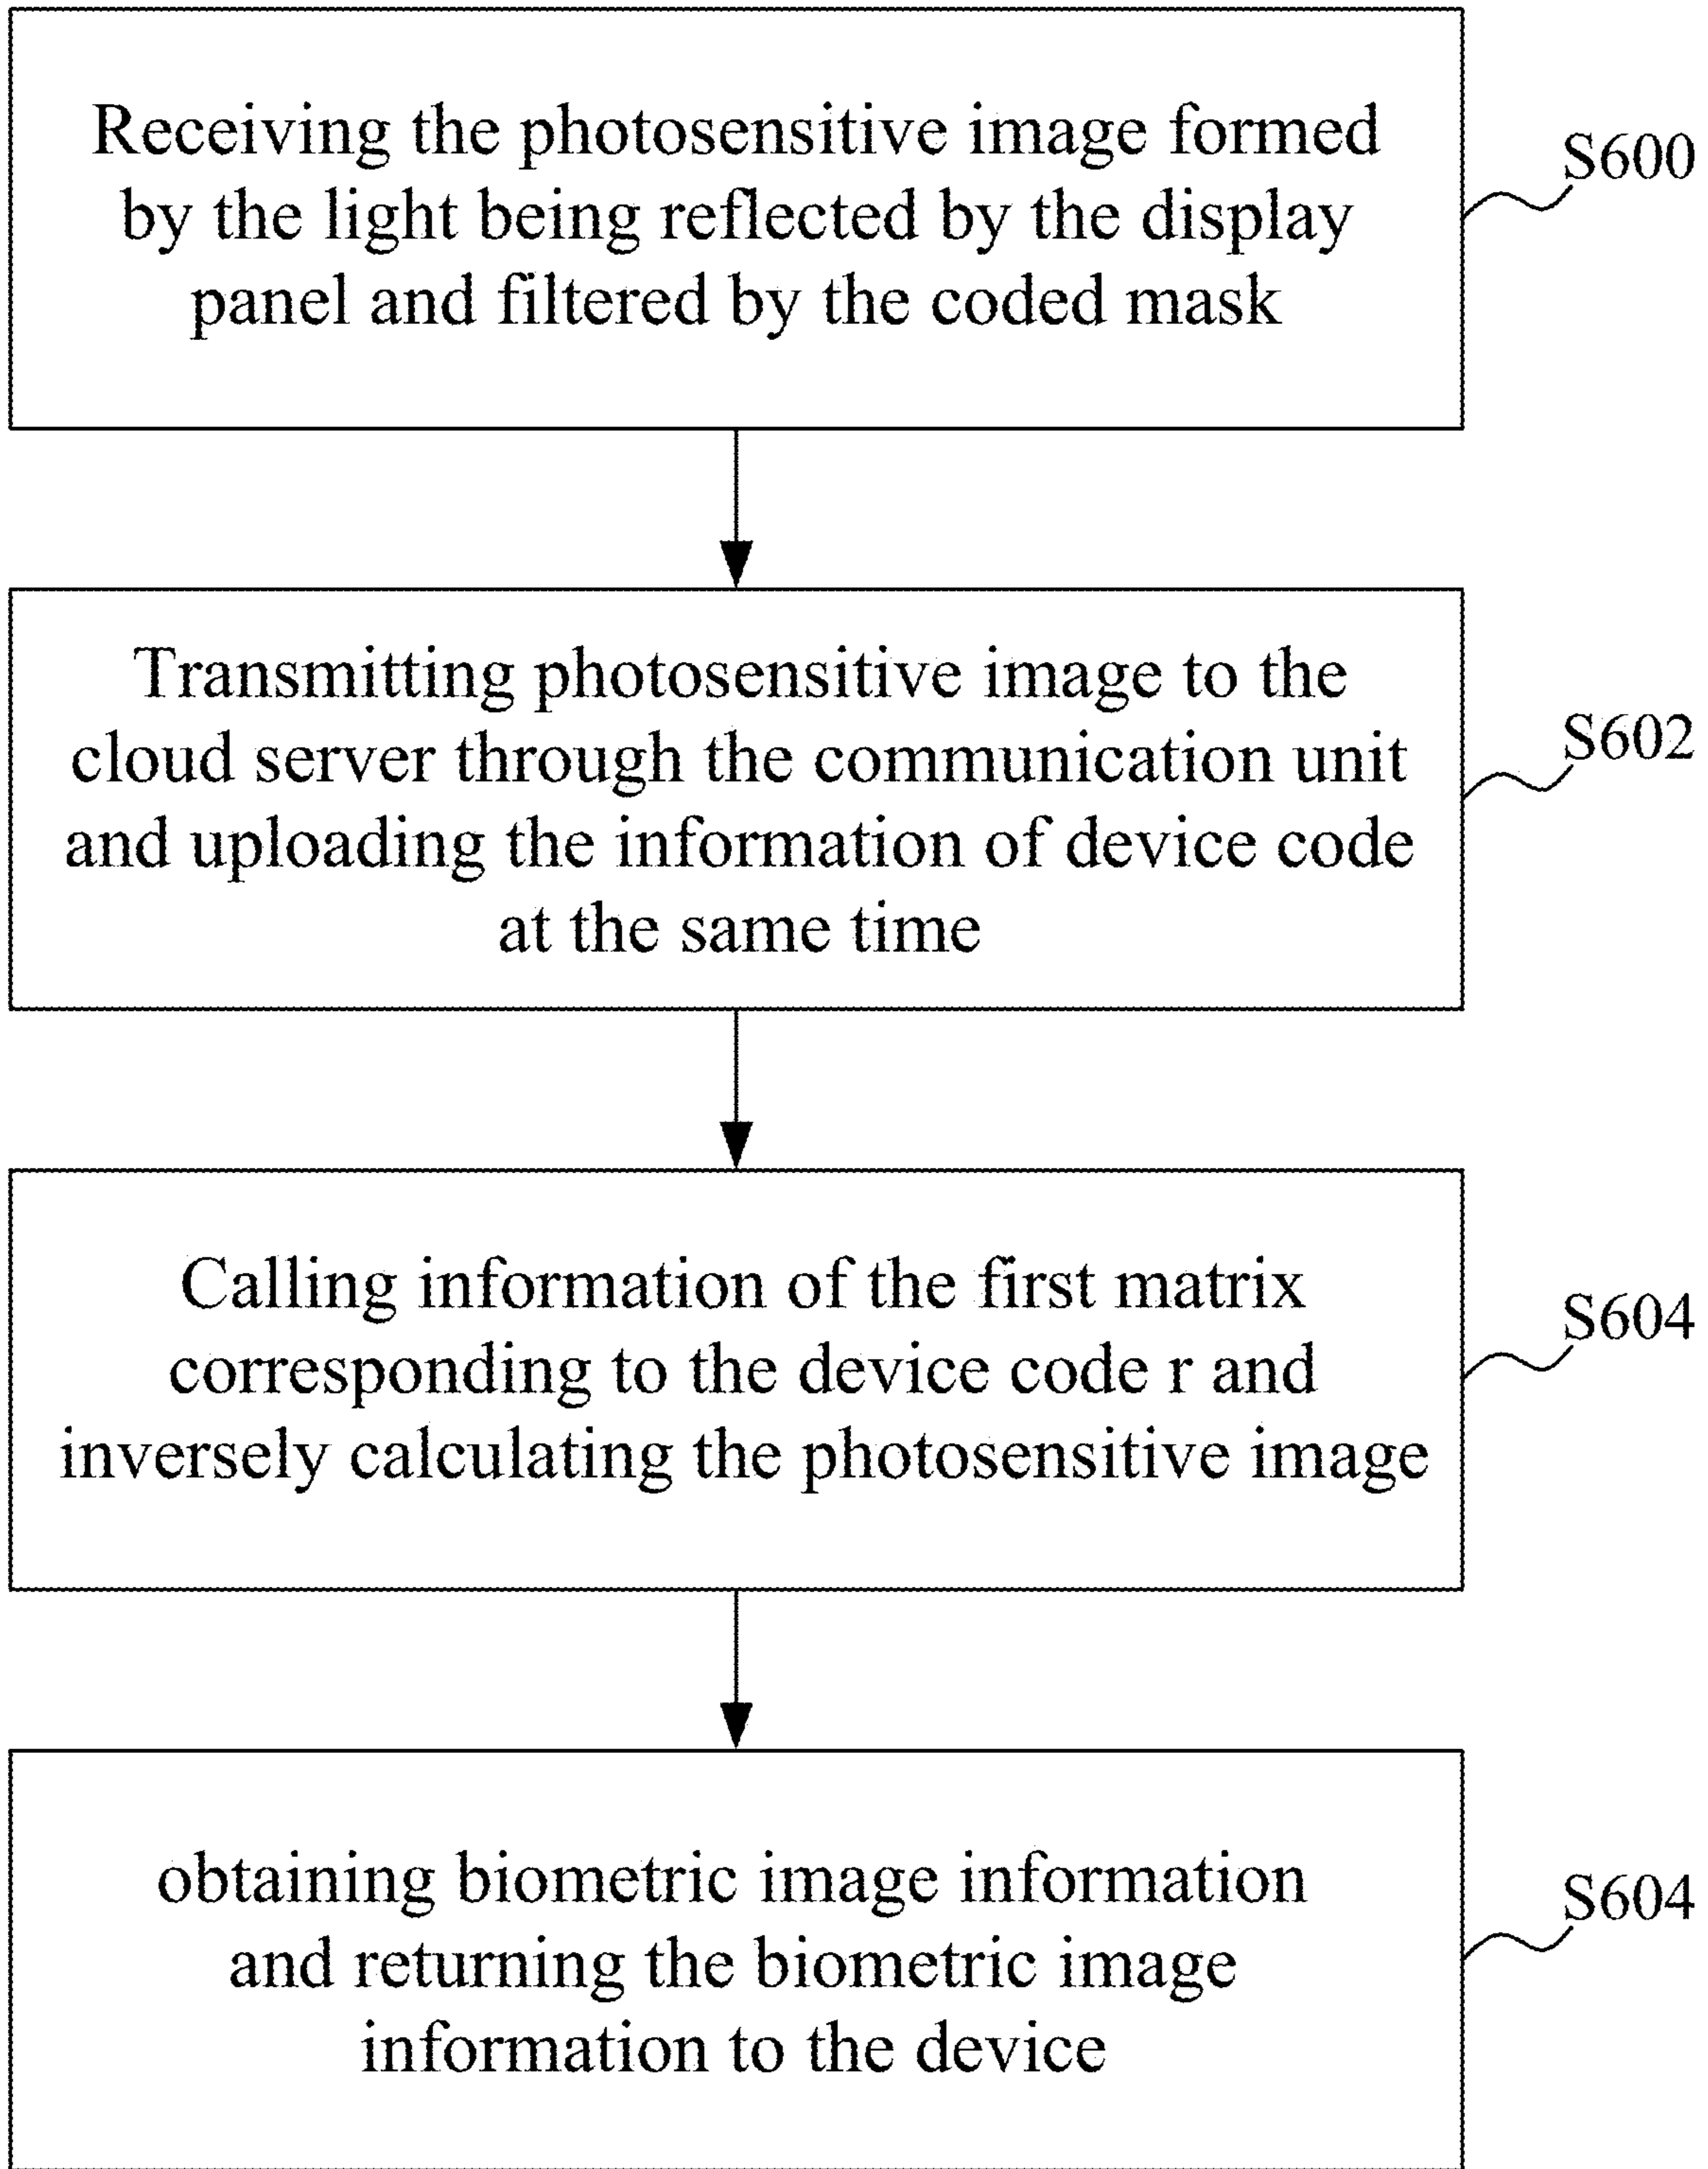 Receiving the photosensitive image formed
by the light being reflected by the display
panel and filtered by the coded mask
S600
Transmitting photosensitive image to the
cloud server through the communication unit
and uploading the information of device code
at the same time
S602
Calling information of the first matrix
corresponding to the device code r and
inversely calculating the photosensitive image
S604
obtaining biometric image information
and returning the biometric image
information to the device
S604